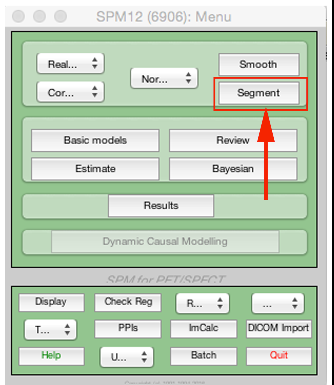 SPM12 (6906): Menu
Real...
Nor...
Smooth
Cor...
Segment
Basic models
Review
Estimate
Bayesian
Results
Dynamic Causal Modelling
SPM for PET/SPECT
Display
Check Reg
R...
...
T...
PPIs
ImCalc
DICOM Import
Help
U...
Batch
Quit